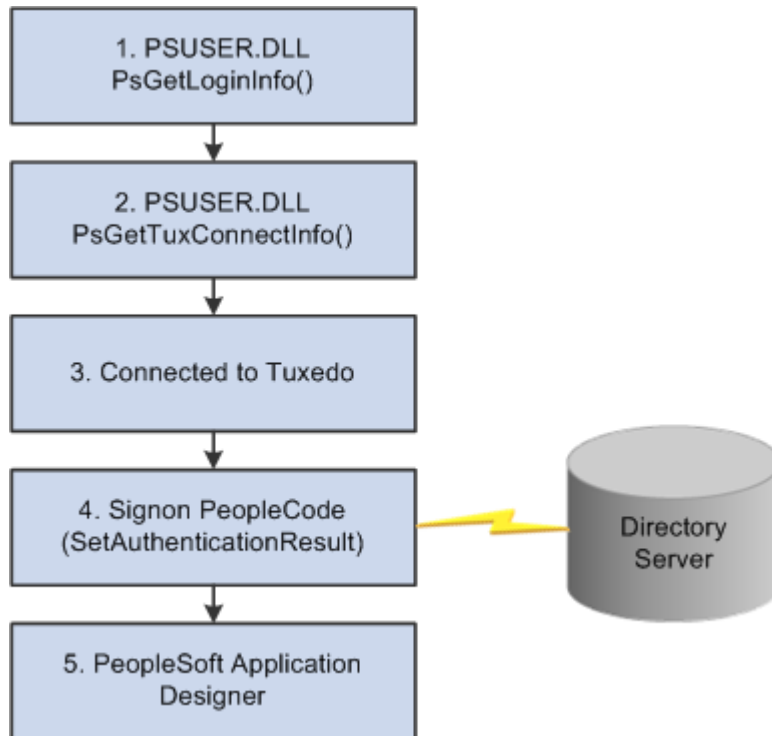 1. PSUSER.DLL
PsGetLoginInfo()
2. PSUSER.DLL
PsGetTuxConnectInfo()
3. Connected to Tuxedo
4. Signon PeopleCode
(SetAuthenticationResult)
Directory
Server
5. PeopleSoft Application
Designer